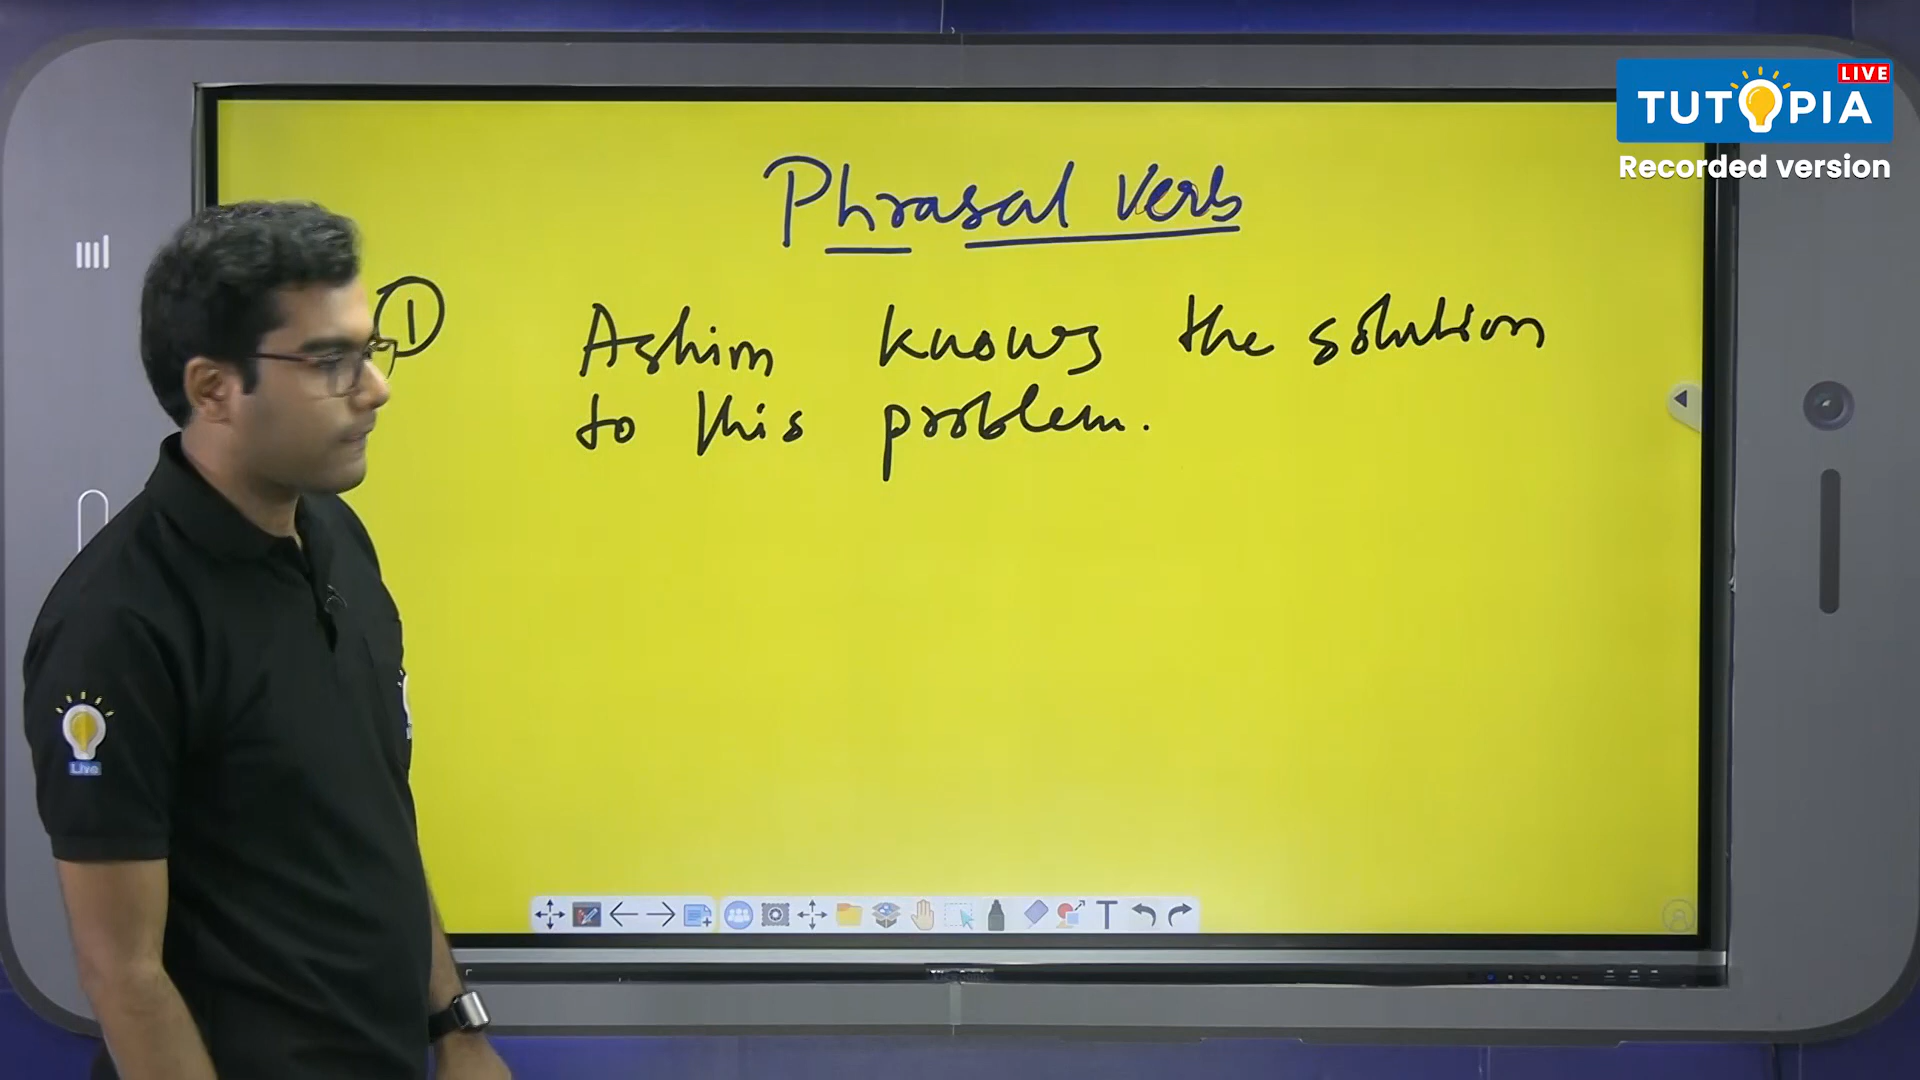 LIVE
TUTOPIA
Recorded version
Phrasal Verb
1 Ashim knows the solution
to this problem.
Live